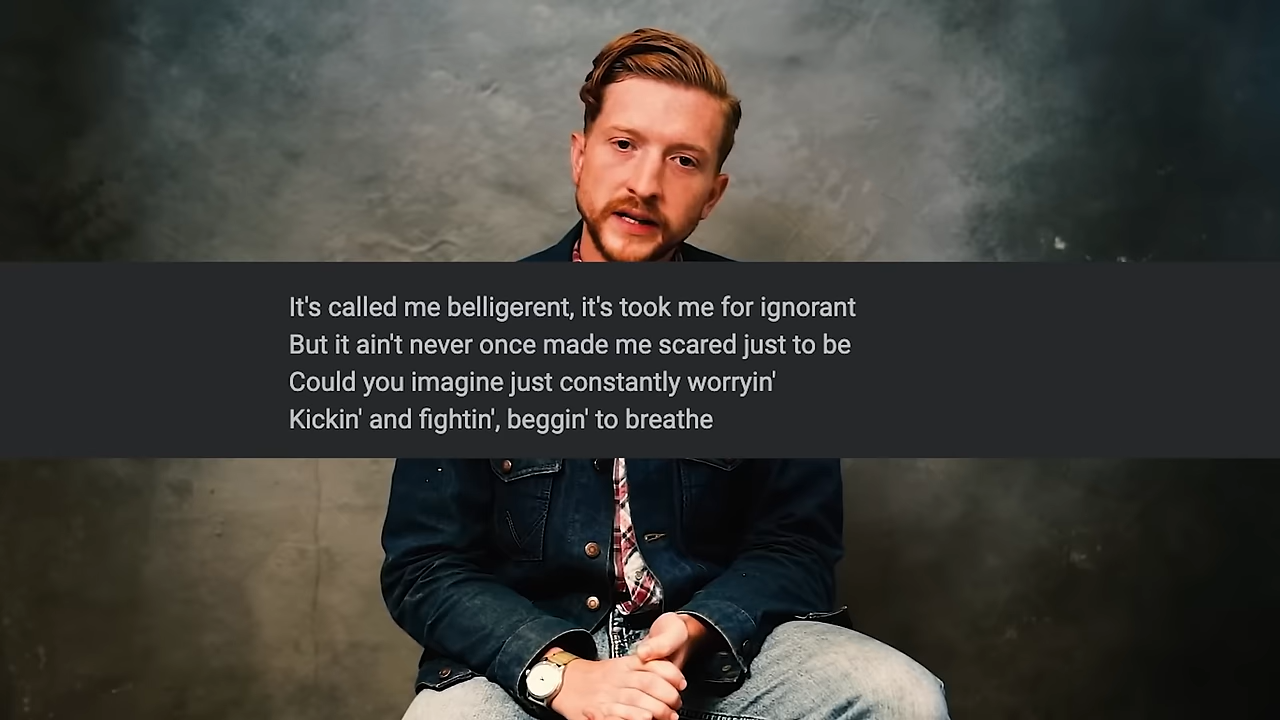 It's called me belligerent, it's took me for ignorant
But it ain't never once made me scared just to be
Could you imagine just constantly worryin'
Kickin' and fightin', beggin' to breathe